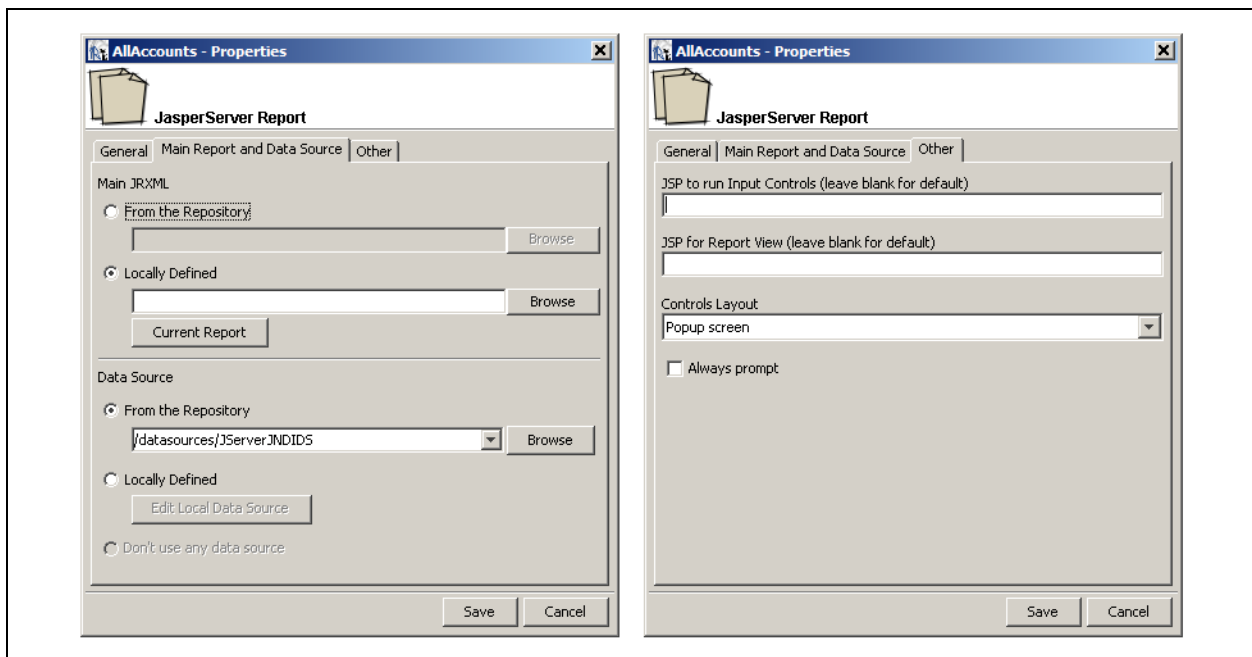 AllAccounts - Properties
JasperServer Report
General Main Report and Data Source Other
Main JRXML
From the Repository
Browse
Locally Defined
Browse
Current Report
Data Source
From the Repository
/datasources/JServerJNDIDS Browse
Locally Defined
Edit Local Data Source
Don't use any data source
Save Cancel
AllAccounts - Properties
JasperServer Report
General Main Report and Data Source Other
JSP to run Input Controls (leave blank for default)
JSP for Report View (leave blank for default)
Controls Layout
Popup screen
Always prompt
Save Cancel